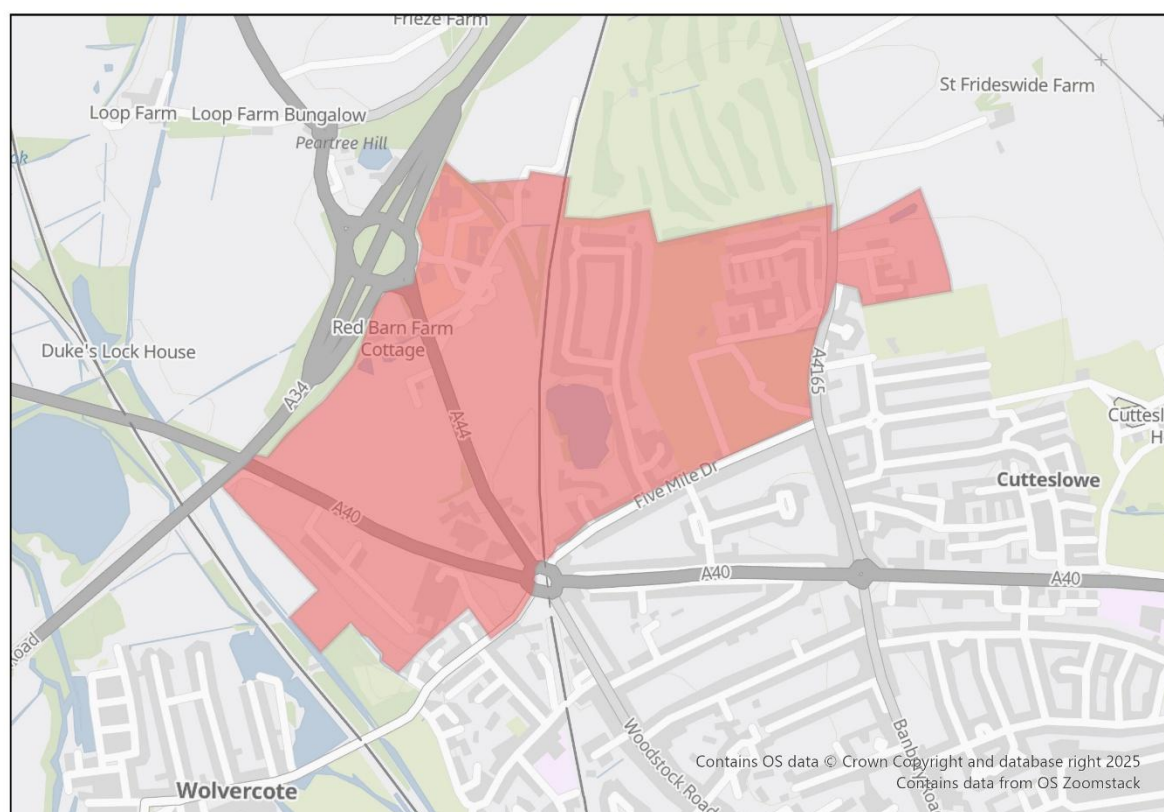 Frieze Farm
Loop Farm
Loop Farm Bungalow
St Frideswide Farm
Peartree Hill
Red Barn Farm
Cottage
Duke's Lock House
A34
A44
A4165
A40
Five Mile Dr
Cutteslowe
A40
A40
Road
Woodstock Road
Wolvercote
Contains OS data © Crown Copyright and database right 2025
Contains data from OS Zoomstack